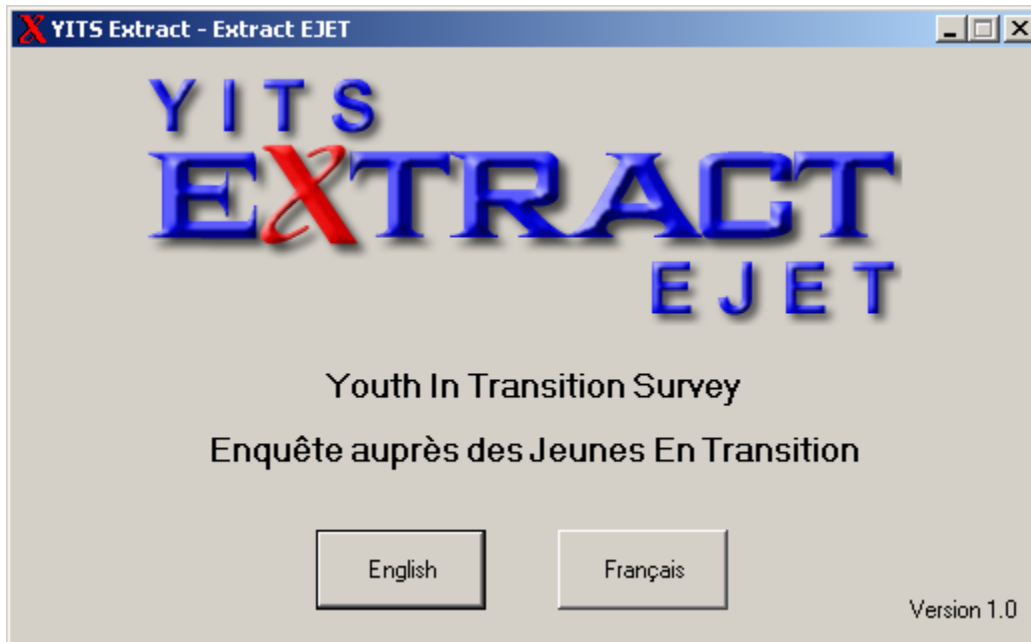 YITS Extract - Extract EJET
YITS
EXTRACT
EJET
Youth In Transition Survey
Enquête auprès des Jeunes En Transition
English
Français
Version 1.0